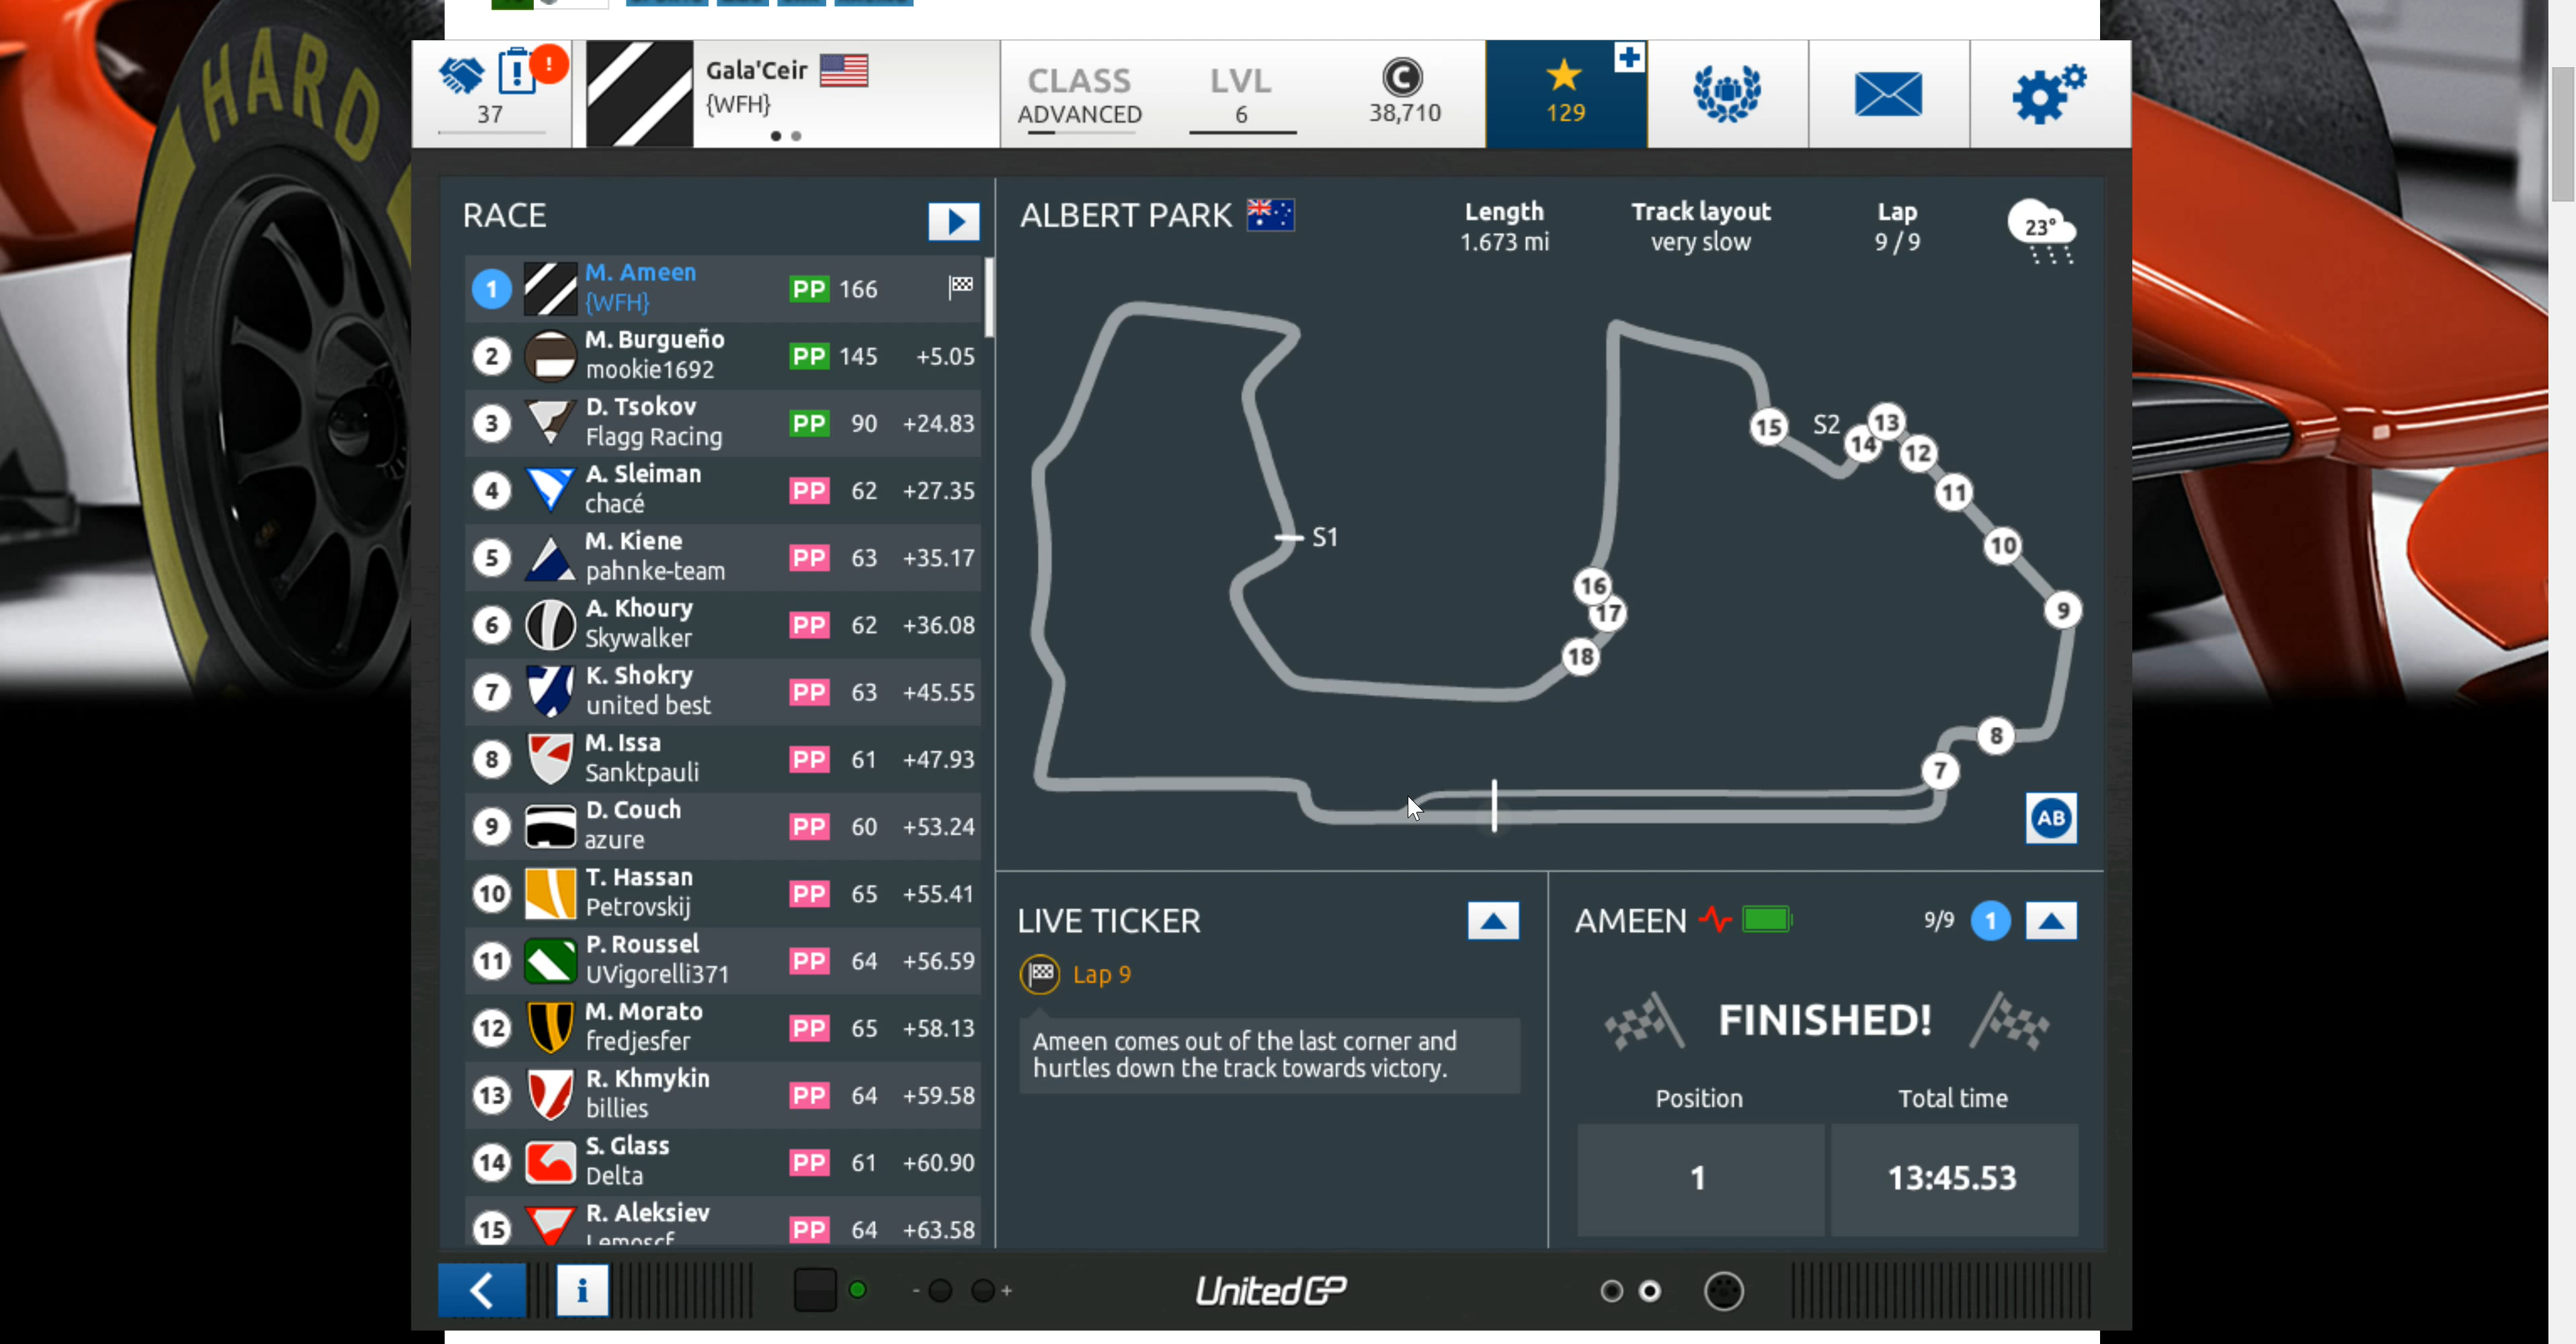 HARD
37
Gala'Ceir
{WFH}
CLASS
ADVANCED
LVL
6
38,710
129
RACE
1 M. Ameen {WFH} PP 166
2 M. Burgueño mookie1692 PP 145 +5.05
3 D. Tsokov Flagg Racing PP 90 +24.83
4 A. Sleiman chacé PP 62 +27.35
5 M. Kiene pahnke-team PP 63 +35.17
6 A. Khoury Skywalker PP 62 +36.08
7 K. Shokry united best PP 63 +45.55
8 M. Issa Sanktpauli PP 61 +47.93
9 D. Couch azure PP 60 +53.24
10 T. Hassan Petrovskij PP 65 +55.41
11 P. Roussel UVigorelli371 PP 64 +56.59
12 M. Morato fredjesfer PP 65 +58.13
13 R. Khmykin billies PP 64 +59.58
14 S. Glass Delta PP 61 +60.90
15 R. Aleksiev PP 64 +63.58
ALBERT PARK
Length
1.673 mi
Track layout
very slow
Lap
9 / 9
23°
S1
S2
15
14
13
12
11
10
9
8
7
16
17
18
AB
LIVE TICKER
Lap 9
Ameen comes out of the last corner and
hurtles down the track towards victory.
AMEEN 9/9 1
FINISHED!
Position
Total time
1
13:45.53
i
- +
United GP